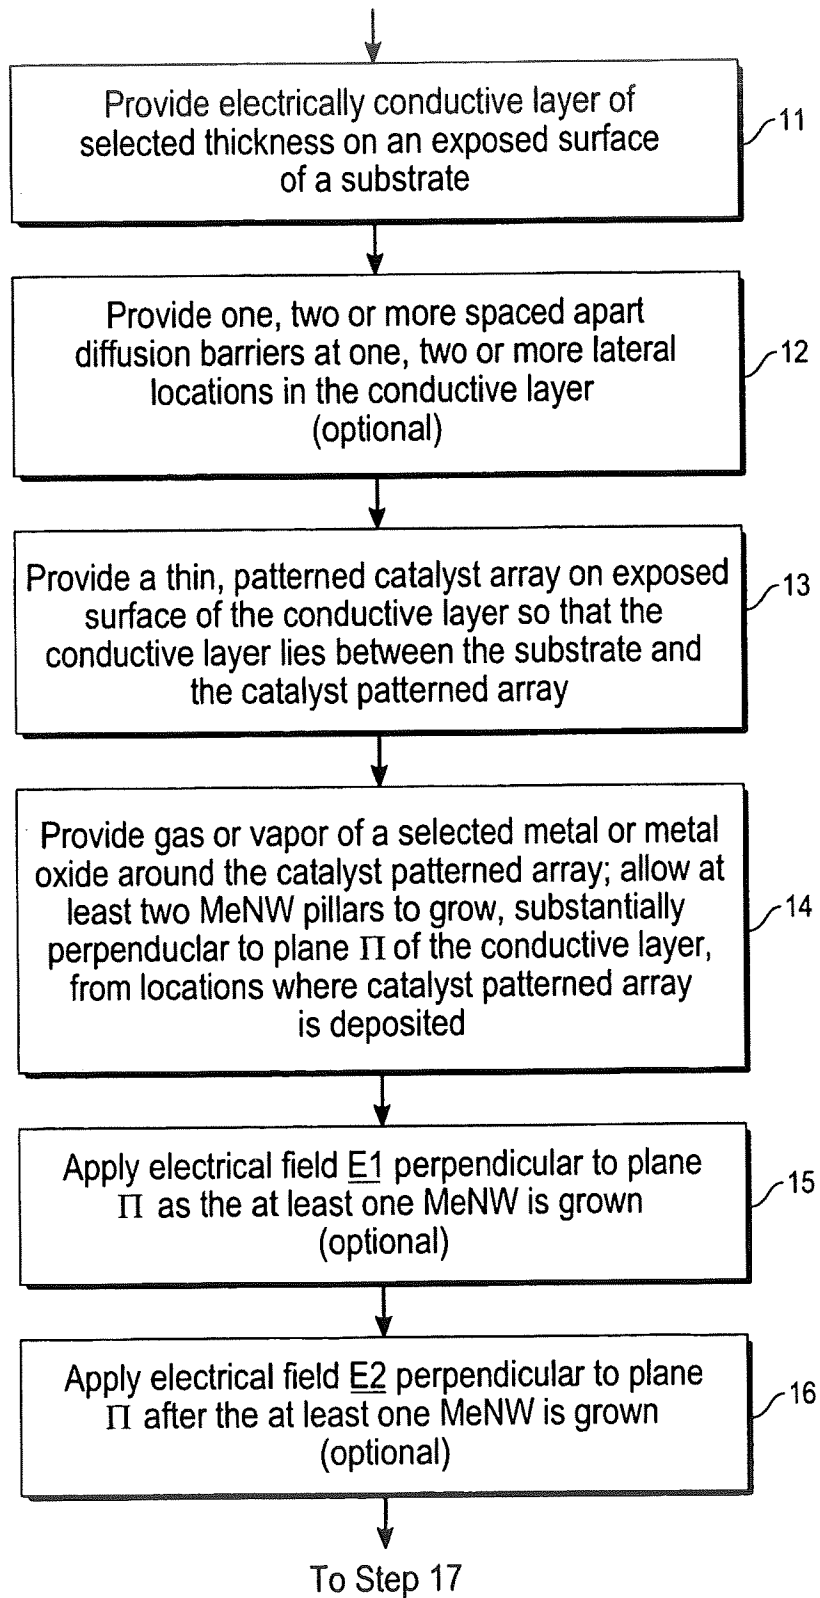 Provide electrically conductive layer of
selected thickness on an exposed surface
of a substrate
11
Provide one, two or more spaced apart
diffusion barriers at one, two or more lateral
locations in the conductive layer
(optional)
12
Provide a thin, patterned catalyst array on exposed
surface of the conductive layer so that the
conductive layer lies between the substrate and
the catalyst patterned array
13
Provide gas or vapor of a selected metal or metal
oxide around the catalyst patterned array; allow at
least two MeNW pillars to grow, substantially
perpenduclar to plane Π of the conductive layer,
from locations where catalyst patterned array
is deposited
14
Apply electrical field E1 perpendicular to plane
Π as the at least one MeNW is grown
(optional)
15
Apply electrical field E2 perpendicular to plane
Π after the at least one MeNW is grown
(optional)
16
To Step 17